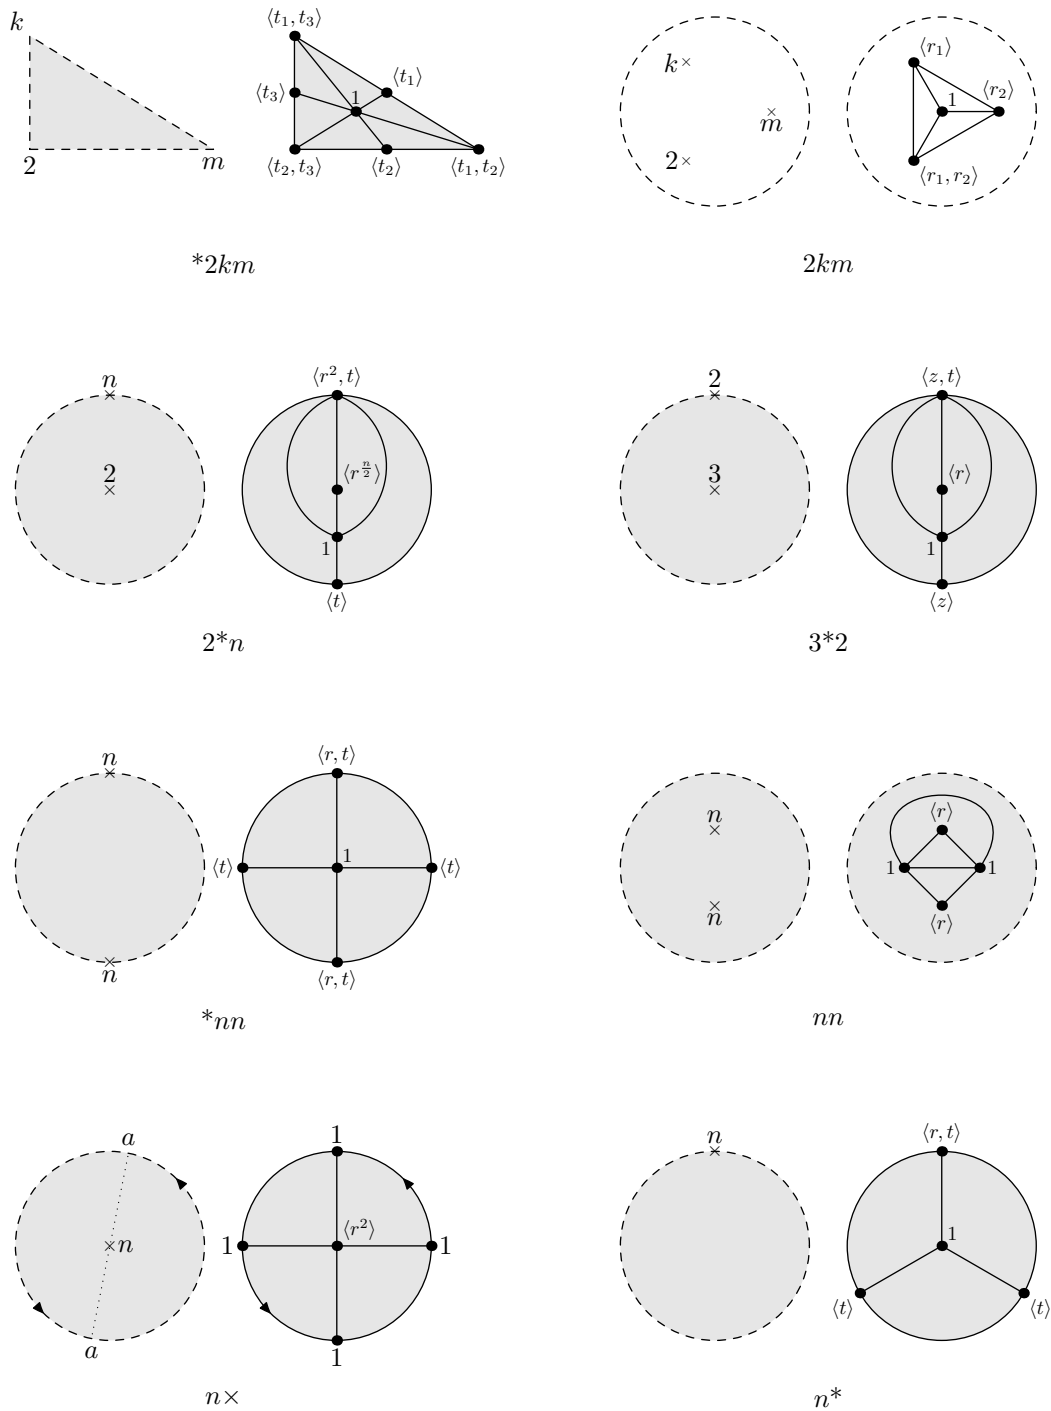 k
2
m
⟨t₁, t₃⟩
⟨t₃⟩
1
⟨t₁⟩
⟨t₂, t₃⟩
⟨t₂⟩
⟨t₁, t₂⟩
*2km
k×
×
m
2×
⟨r₁⟩
1
⟨r₂⟩
⟨r₁, r₂⟩
2km
n
×
2
×
⟨r², t⟩
⟨r^{n/2}⟩
1
⟨t⟩
2*n
2
×
3
×
⟨z, t⟩
⟨r⟩
1
⟨z⟩
3*2
n
×
×
n
⟨r, t⟩
⟨t⟩
1
⟨t⟩
⟨r, t⟩
*nn
n
×
×
n
⟨r⟩
1
1
⟨r⟩
nn
a
×n
a
1
1
⟨r²⟩
1
1
n×
n
×
⟨r, t⟩
1
⟨t⟩
⟨t⟩
n*